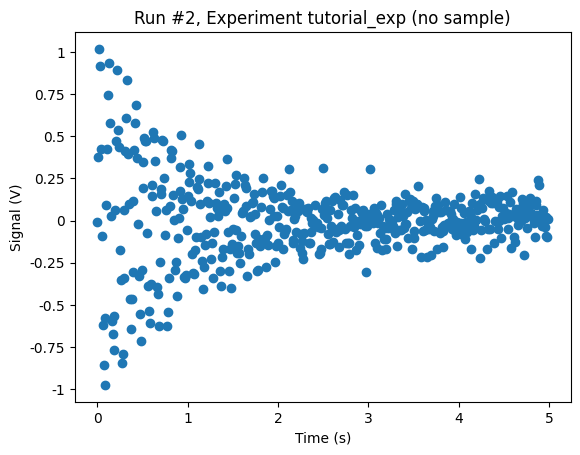 Run #2, Experiment tutorial_exp (no sample)
Signal (V)
1
0.75
0.5
0.25
0
-0.25
-0.5
-0.75
-1
0 1 2 3 4 5
Time (s)